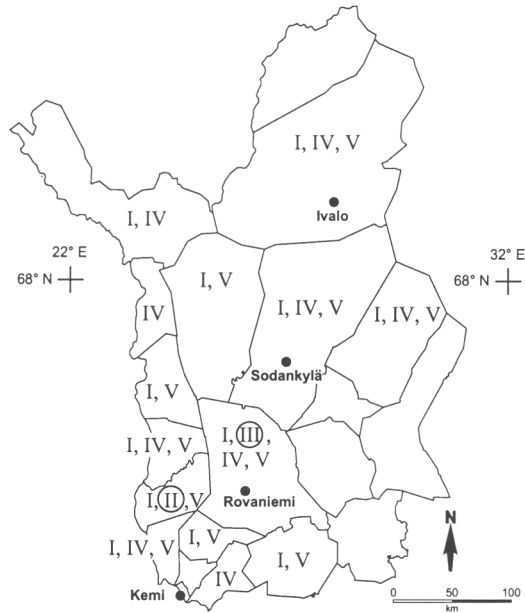 I, IV, V
Ivalo
I, IV
22° E
68° N
32° E
68° N
I, V
IV
I, IV, V
I, IV, V
Sodankylä
I, V
I, III,
IV, V
I, IV, V
Rovaniemi
I, II, V
I, IV, V
I, V
IV
I, V
Kemi
N
0 50 100
km